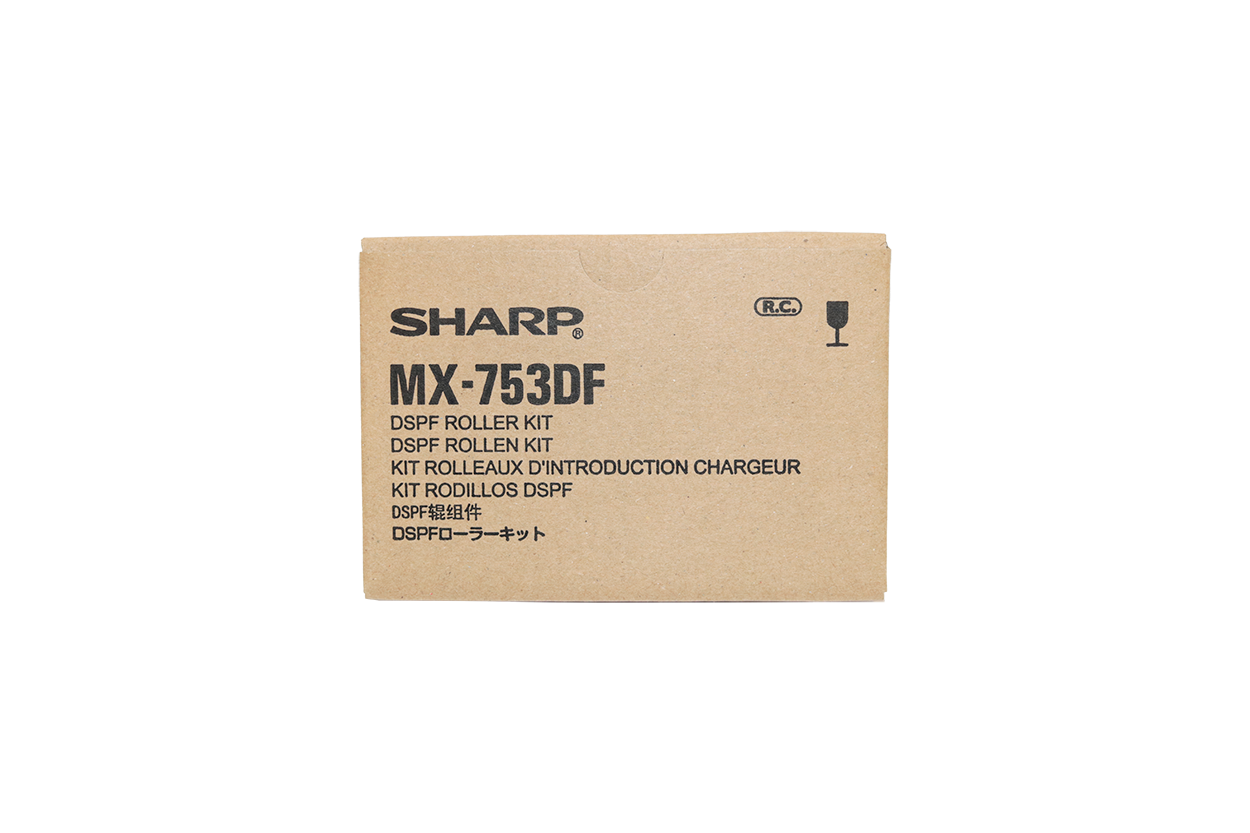 SHARP®
R.C.
MX-753DF
DSPF ROLLER KIT
DSPF ROLLEN KIT
KIT ROLLEAUX D'INTRODUCTION CHARGEUR
KIT RODILLOS DSPF
DSPF辊组件
DSPFローラーキット